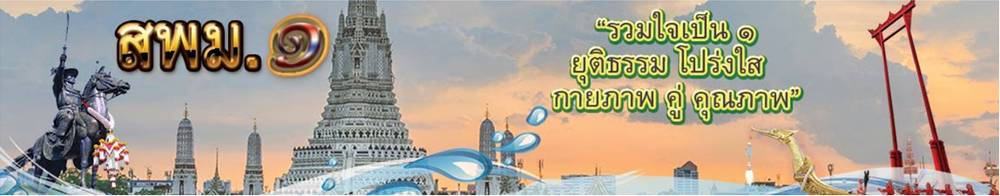 สพม.๑
“รวมใจเป็น ๑
ยุติธรรม โปร่งใส
กายภาพ คู่ คุณภาพ”